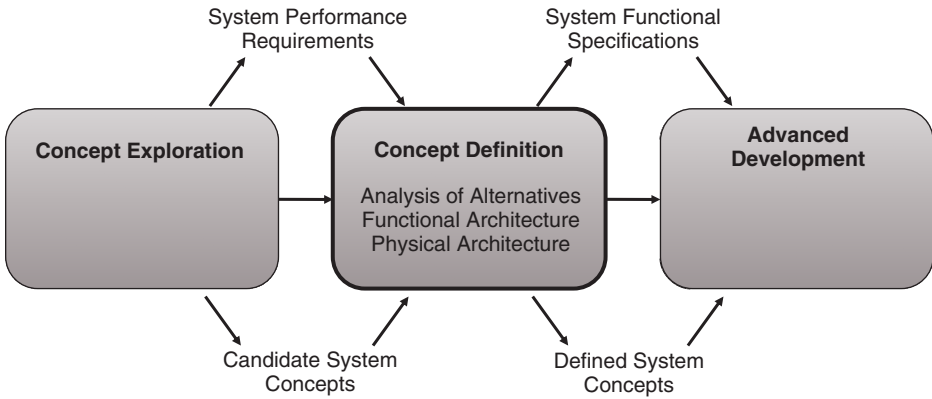 System Performance
Requirements
System Functional
Specifications
Concept Exploration
Concept Definition
Analysis of Alternatives
Functional Architecture
Physical Architecture
Advanced
Development
Candidate System
Concepts
Defined System
Concepts